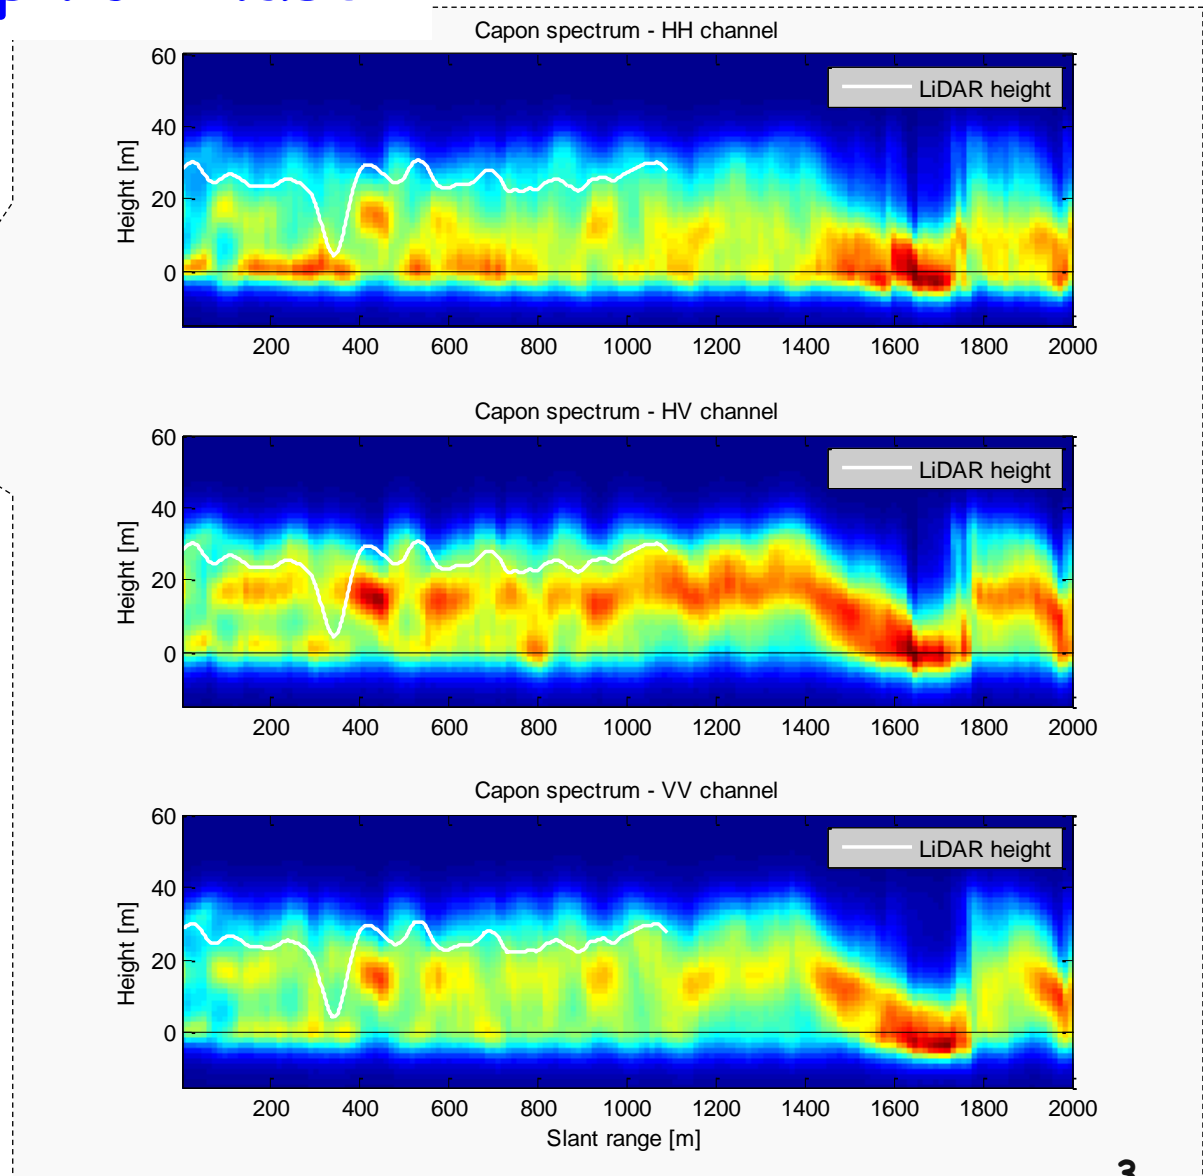 Capon spectrum - HH channel
60
LiDAR height
40
Height [m]
20
0
200 400 600 800 1000 1200 1400 1600 1800 2000
Capon spectrum - HV channel
60
LiDAR height
40
Height [m]
20
0
200 400 600 800 1000 1200 1400 1600 1800 2000
Capon spectrum - VV channel
60
LiDAR height
40
Height [m]
20
0
200 400 600 800 1000 1200 1400 1600 1800 2000
Slant range [m]